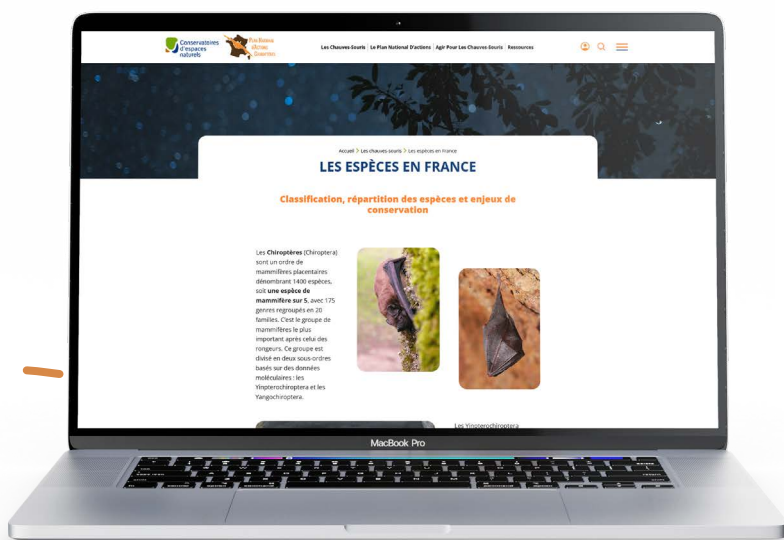 Conservatoires
d'espaces
naturels
Plan National
d'Actions
Chiroptères
Les Chauves-Souris Le Plan National D'actions Agir Pour Les Chauves-Souris Ressources
Accueil > Les chauves-souris > Les espèces en France
LES ESPÈCES EN FRANCE
Classification, répartition des espèces et enjeux de
conservation
Les Chiroptères (Chiroptera)
sont un ordre de
mammifères placentaires
dénombrant 1400 espèces,
soit une espèce de
mammifère sur 5, avec 175
genres regroupés en 20
familles. C'est le groupe de
mammifères le plus
important après celui des
rongeurs. Ce groupe est
divisé en deux sous-ordres
basés sur des données
moléculaires : les
Yinpterochiroptera et les
Yangochiroptera.
Les Yinpterochiroptera
MacBook Pro